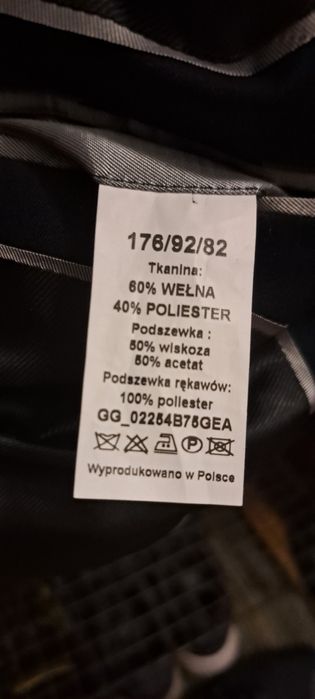 176/92/82
Tkanina:
60% WEŁNA
40% POLIESTER
Podszewka :
50% wiskoza
50% acetat
Podszewka rękawów:
100% poliester
GG_02254B75GEA
P
Wyprodukowano w Polsce